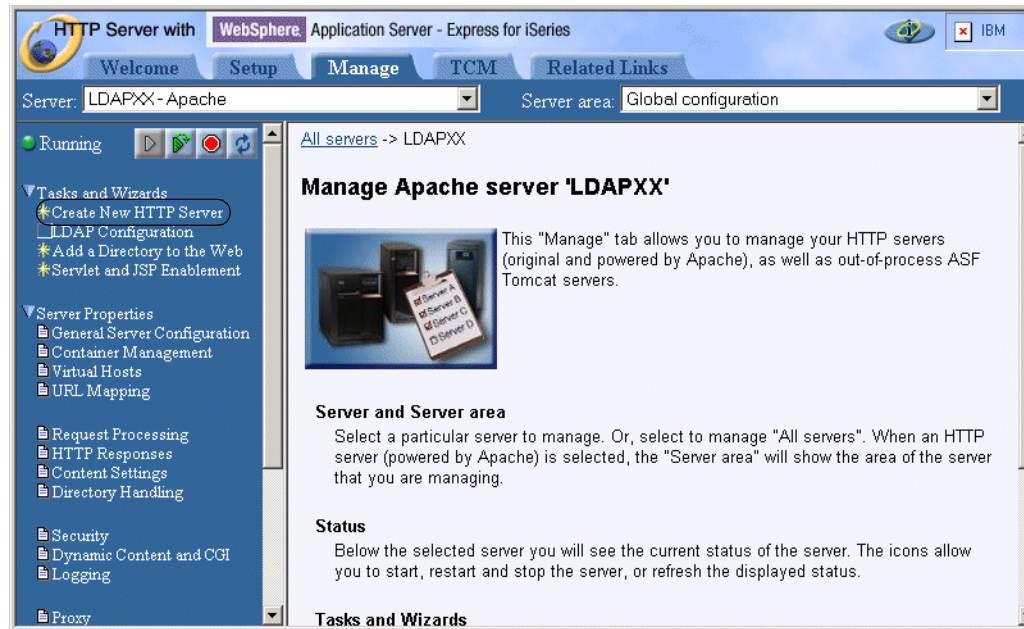 HTTP Server with WebSphere. Application Server - Express for iSeries
IBM
Welcome Setup Manage TCM Related Links
Server: LDAPXX - Apache Server area: Global configuration
Running
Tasks and Wizards
Create New HTTP Server
LDAP Configuration
Add a Directory to the Web
Servlet and JSP Enablement
Server Properties
General Server Configuration
Container Management
Virtual Hosts
URL Mapping
Request Processing
HTTP Responses
Content Settings
Directory Handling
Security
Dynamic Content and CGI
Logging
Proxy
All servers -> LDAPXX
Manage Apache server 'LDAPXX'
Server A
Server B
Server C
Server D
This "Manage" tab allows you to manage your HTTP servers
(original and powered by Apache), as well as out-of-process ASF
Tomcat servers.
Server and Server area
Select a particular server to manage. Or, select to manage "All servers". When an HTTP
server (powered by Apache) is selected, the "Server area" will show the area of the server
that you are managing.
Status
Below the selected server you will see the current status of the server. The icons allow
you to start, restart and stop the server, or refresh the displayed status.
Tasks and Wizards